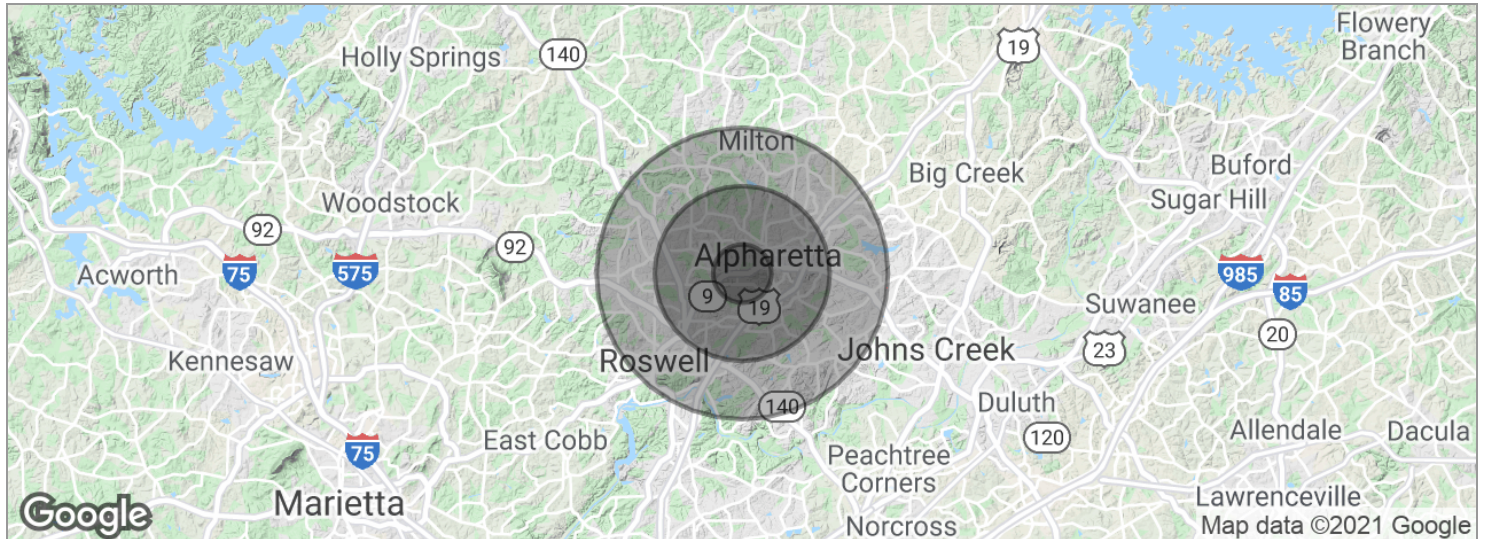 Flowery
Branch
19
140
Holly Springs
Milton
Buford
Big Creek
Sugar Hill
Woodstock
92
92
Alpharetta
Acworth
75
575
985
85
9
19
Suwanee
20
23
Johns Creek
Kennesaw
Roswell
140
Duluth
120
Allendale
Dacula
East Cobb
75
Peachtree
Corners
Marietta
Lawrenceville
Google
Norcross
Map data ©2021 Google